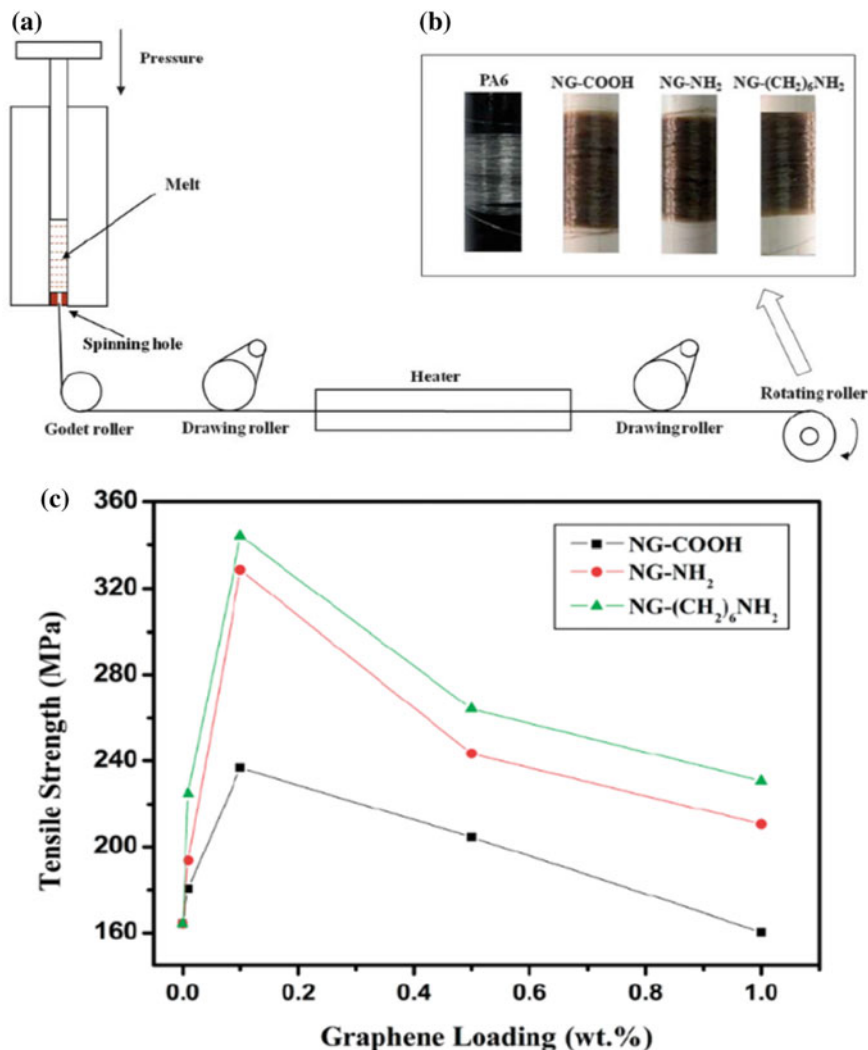 (a)
Pressure
Melt
Spinning hole
Godet roller
Drawing roller
Heater
Drawing roller
Rotating roller
(b)
PA6 NG-COOH NG-NH₂ NG-(CH₂)₆NH₂
(c)
360
320
280
240
200
160
Tensile Strength (MPa)
NG-COOH
NG-NH₂
NG-(CH₂)₆NH₂
0.0 0.2 0.4 0.6 0.8 1.0
Graphene Loading (wt.%)